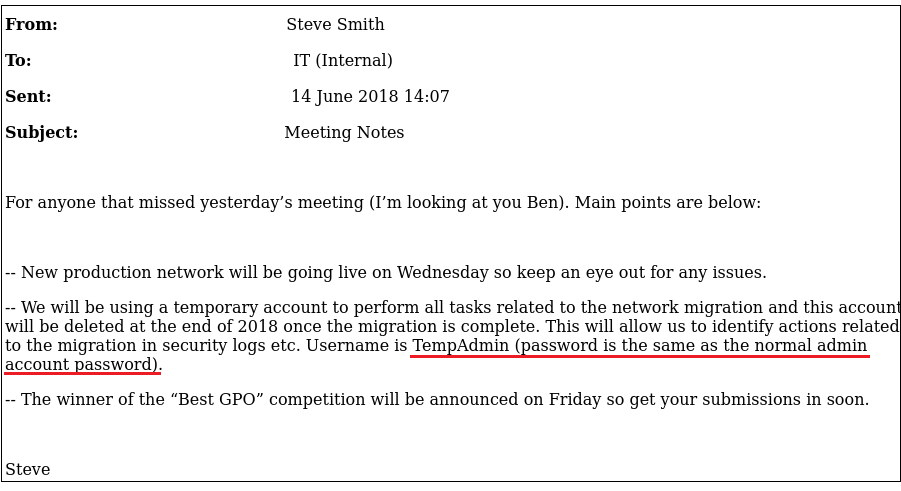 From: Steve Smith
To: IT (Internal)
Sent: 14 June 2018 14:07
Subject: Meeting Notes
For anyone that missed yesterday’s meeting (I’m looking at you Ben). Main points are below:
-- New production network will be going live on Wednesday so keep an eye out for any issues.
-- We will be using a temporary account to perform all tasks related to the network migration and this account
will be deleted at the end of 2018 once the migration is complete. This will allow us to identify actions related
to the migration in security logs etc. Username is TempAdmin (password is the same as the normal admin
account password).
-- The winner of the “Best GPO” competition will be announced on Friday so get your submissions in soon.
Steve